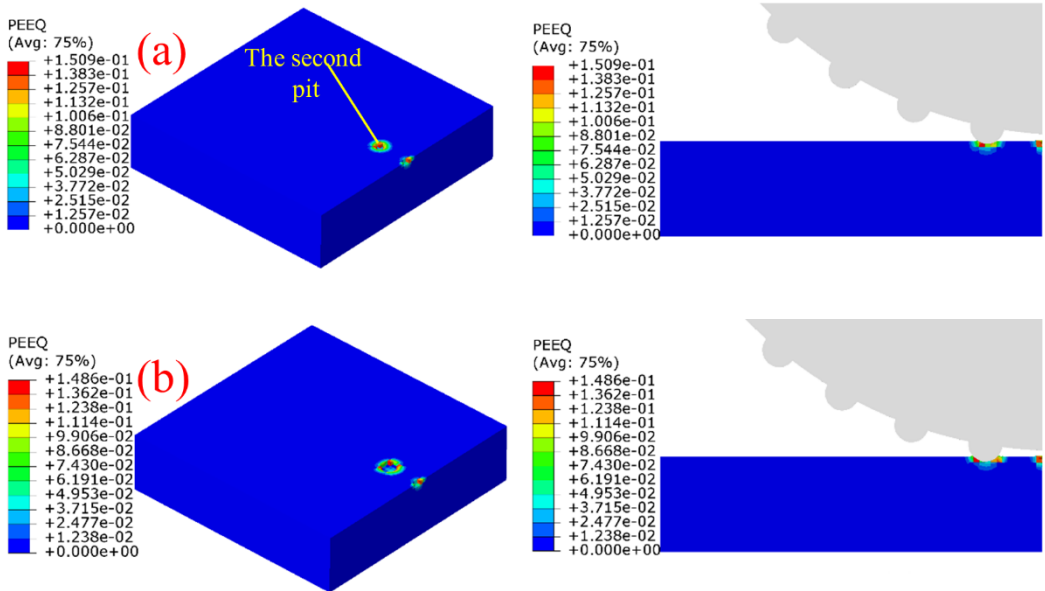 PEEQ
(Avg: 75%)
+1.509e-01
+1.383e-01
+1.257e-01
+1.132e-01
+1.006e-01
+8.801e-02
+7.544e-02
+6.287e-02
+5.029e-02
+3.772e-02
+2.515e-02
+1.257e-02
+0.000e+00
(a)
The second
pit
PEEQ
(Avg: 75%)
+1.509e-01
+1.383e-01
+1.257e-01
+1.132e-01
+1.006e-01
+8.801e-02
+7.544e-02
+6.287e-02
+5.029e-02
+3.772e-02
+2.515e-02
+1.257e-02
+0.000e+00
PEEQ
(Avg: 75%)
+1.486e-01
+1.362e-01
+1.238e-01
+1.114e-01
+9.906e-02
+8.668e-02
+7.430e-02
+6.191e-02
+4.953e-02
+3.715e-02
+2.477e-02
+1.238e-02
+0.000e+00
(b)
PEEQ
(Avg: 75%)
+1.486e-01
+1.362e-01
+1.238e-01
+1.114e-01
+9.906e-02
+8.668e-02
+7.430e-02
+6.191e-02
+4.953e-02
+3.715e-02
+2.477e-02
+1.238e-02
+0.000e+00